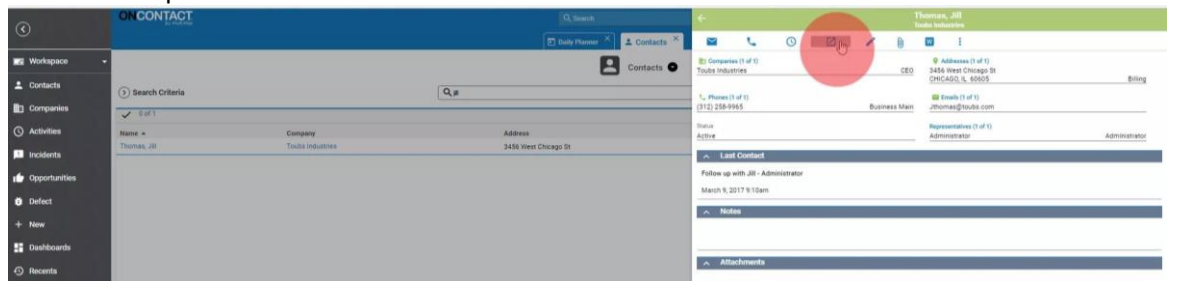 ONCONTACT
Search
Daily Planner
Contacts
Workspace
Contacts
Companies
Activities
Incidents
Opportunities
Defect
New
Dashboards
Recents
Contacts
Search Criteria
0 of 1
Name
Company
Address
Thomas, Jill
Toubs Industries
3456 West Chicago St
Thomas, Jill
Toubs Industries
Companies (1 of 1)
Toubs Industries
CEO
Addresses (1 of 1)
3456 West Chicago St
CHICAGO, IL 60605
Billing
Phones (1 of 1)
(312) 258-9965
Business Main
Emails (1 of 1)
Jthomas@toubs.com
Status
Active
Representatives (1 of 1)
Administrator
Administrator
Last Contact
Follow up with Jill - Administrator
March 9, 2017 9:10am
Notes
Attachments